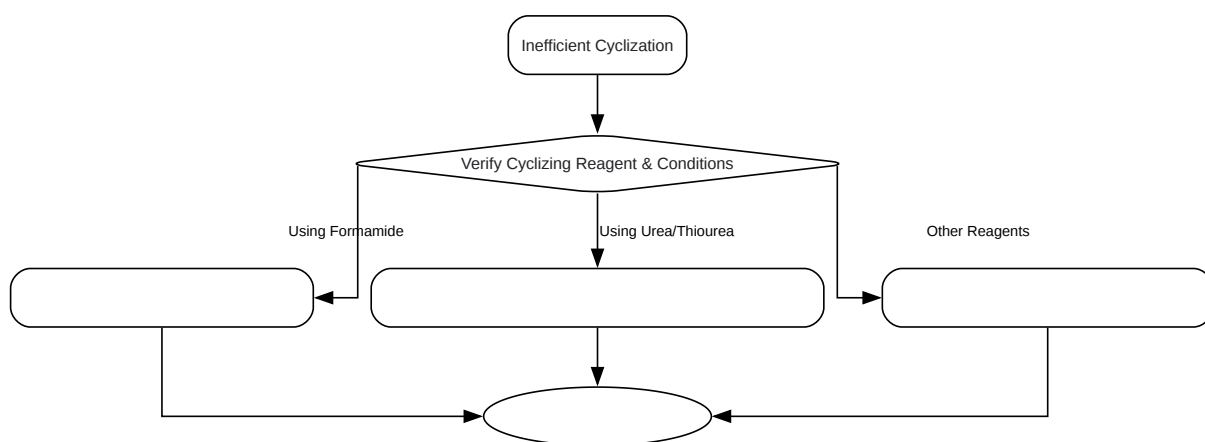 Inefficient Cyclization
Verify Cyclizing Reagent & Conditions
Using Formamide
Using Urea/Thiourea
Other Reagents